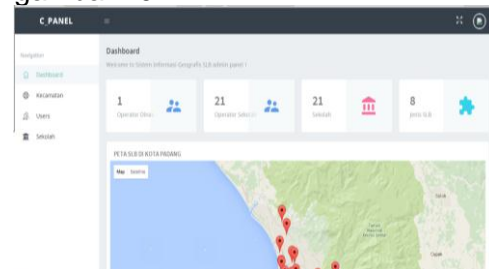 C_PANEL
Navigation
Dashboard
Kecamatan
Users
Sekolah
Dashboard
Welcome to Sistem Informasi Geografis SLB admin panel !
1
Operator Dinas
21
Operator Sekolah
21
Sekolah
8
Jenis SLB
PETA SLB DI KOTA PADANG
Map Satellite